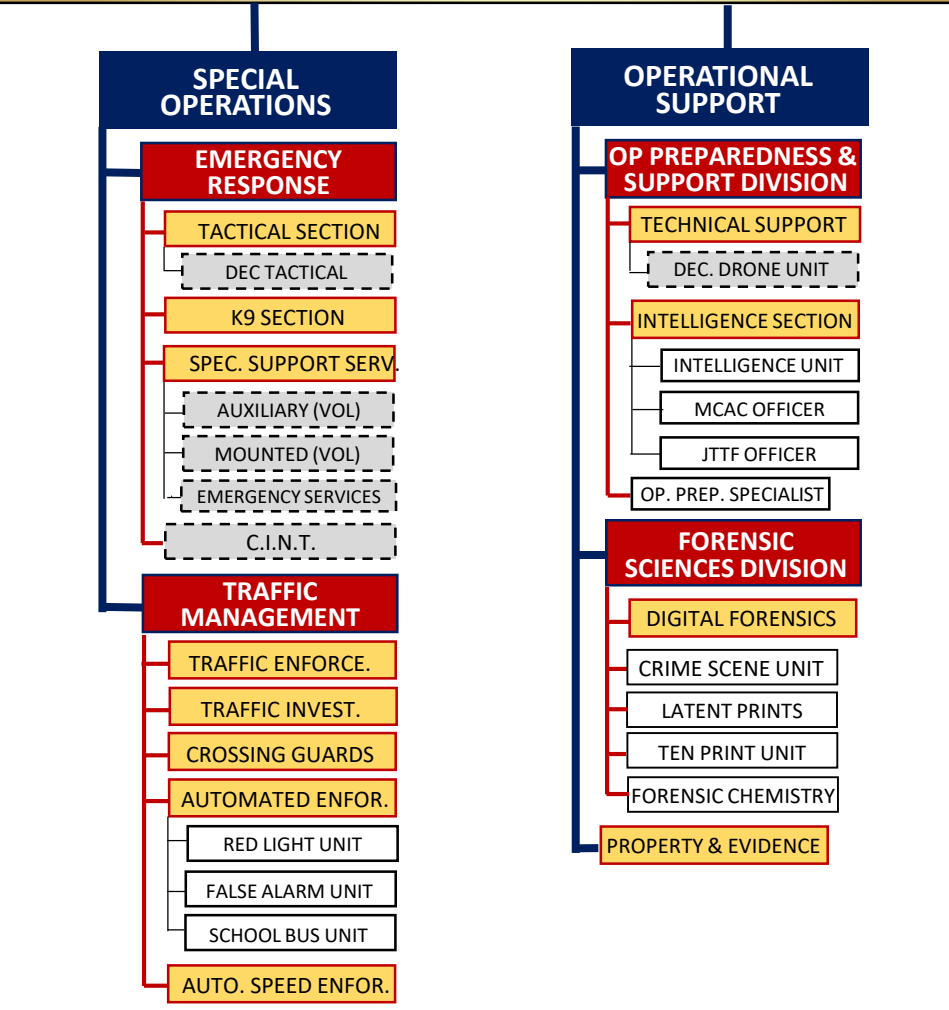 SPECIAL
OPERATIONS
EMERGENCY
RESPONSE
TACTICAL SECTION
DEC TACTICAL
K9 SECTION
SPEC. SUPPORT SERV.
AUXILIARY (VOL)
MOUNTED (VOL)
EMERGENCY SERVICES
C.I.N.T.
TRAFFIC
MANAGEMENT
TRAFFIC ENFORCE.
TRAFFIC INVEST.
CROSSING GUARDS
AUTOMATED ENFOR.
RED LIGHT UNIT
FALSE ALARM UNIT
SCHOOL BUS UNIT
AUTO. SPEED ENFOR.
OPERATIONAL
SUPPORT
OP PREPAREDNESS &
SUPPORT DIVISION
TECHNICAL SUPPORT
DEC. DRONE UNIT
INTELLIGENCE SECTION
INTELLIGENCE UNIT
MCAC OFFICER
JTTF OFFICER
OP. PREP. SPECIALIST
FORENSIC
SCIENCES DIVISION
DIGITAL FORENSICS
CRIME SCENE UNIT
LATENT PRINTS
TEN PRINT UNIT
FORENSIC CHEMISTRY
PROPERTY & EVIDENCE